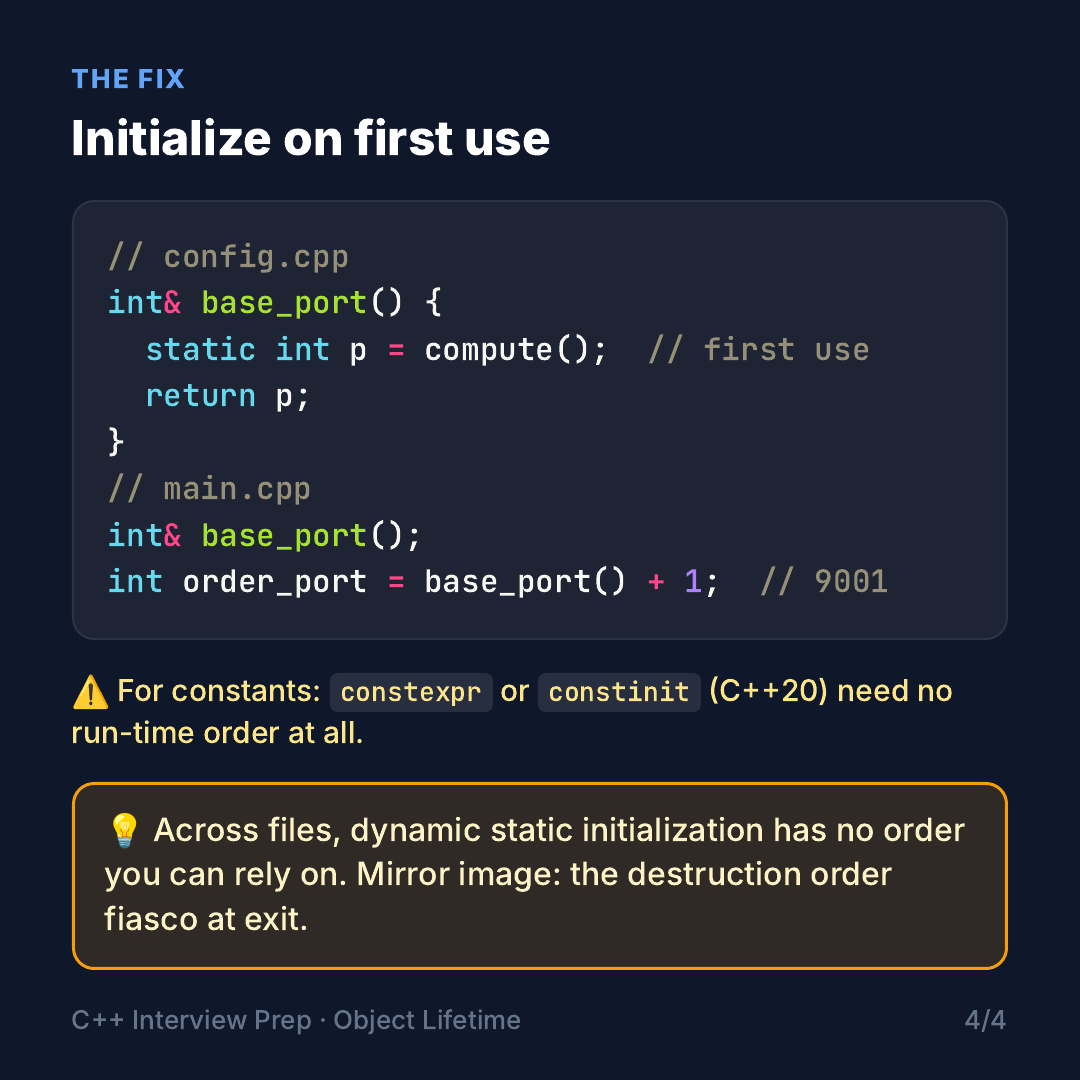 THE FIX
Initialize on first use
// config.cpp
int& base_port() {
  static int p = compute();  // first use
  return p;
}
// main.cpp
int& base_port();
int order_port = base_port() + 1;  // 9001
⚠️ For constants: constexpr or constinit (C++20) need no
run-time order at all.
💡 Across files, dynamic static initialization has no order
you can rely on. Mirror image: the destruction order
fiasco at exit.
C++ Interview Prep · Object Lifetime
4/4